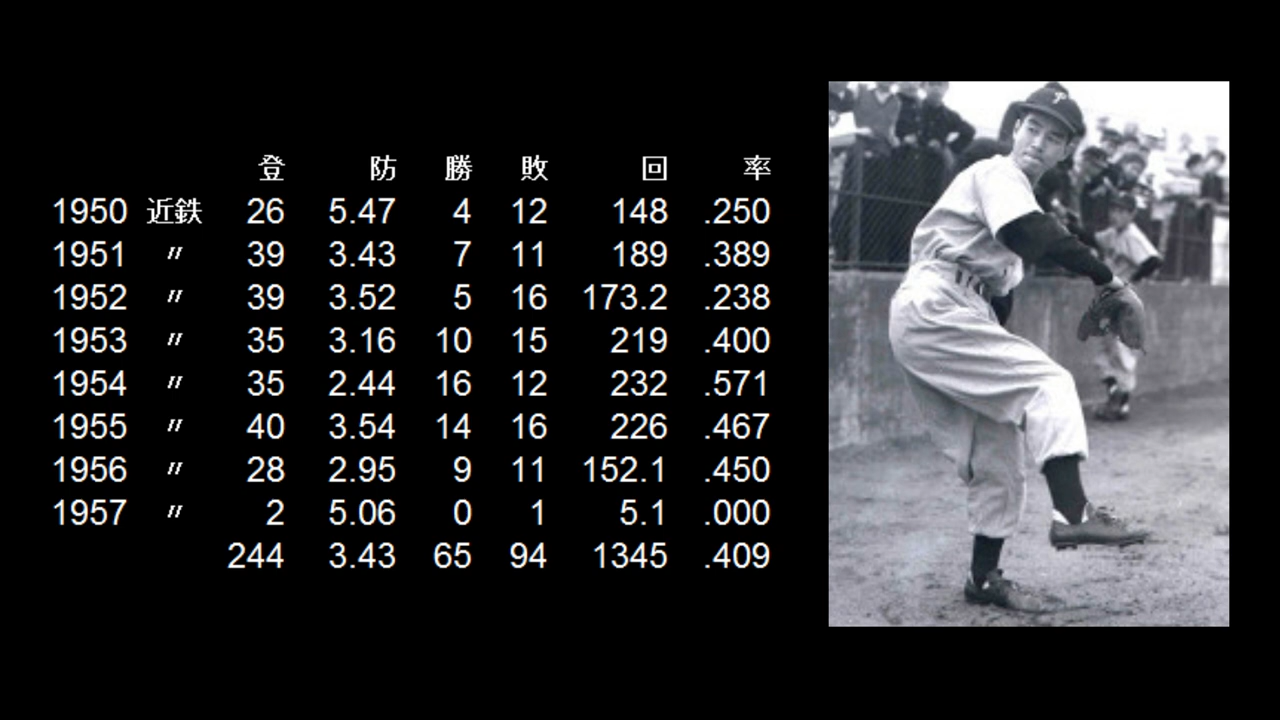 登 防 勝 敗 回 率
1950 近鉄 26 5.47 4 12 148 .250
1951 〃 39 3.43 7 11 189 .389
1952 〃 39 3.52 5 16 173.2 .238
1953 〃 35 3.16 10 15 219 .400
1954 〃 35 2.44 16 12 232 .571
1955 〃 40 3.54 14 16 226 .467
1956 〃 28 2.95 9 11 152.1 .450
1957 〃 2 5.06 0 1 5.1 .000
244 3.43 65 94 1345 .409